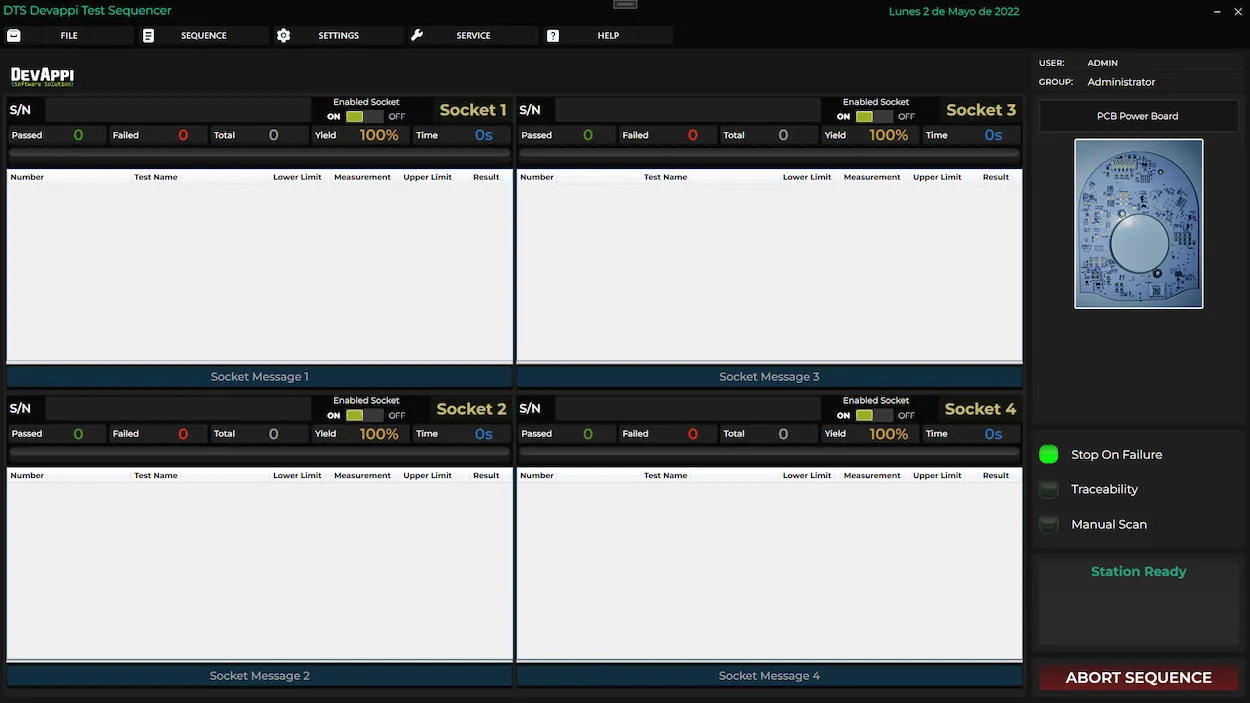 DTS Devappi Test Sequencer
Lunes 2 de Mayo de 2022
FILE SEQUENCE SETTINGS SERVICE ? HELP
DEVAPPI
{Software Solution}
USER: ADMIN
GROUP: Administrator
PCB Power Board
S/N Enabled Socket Socket 1
ON OFF
Passed 0 Failed 0 Total 0 Yield 100% Time 0s
Number Test Name Lower Limit Measurement Upper Limit Result
Socket Message 1
S/N Enabled Socket Socket 3
ON OFF
Passed 0 Failed 0 Total 0 Yield 100% Time 0s
Number Test Name Lower Limit Measurement Upper Limit Result
Socket Message 3
S/N Enabled Socket Socket 2
ON OFF
Passed 0 Failed 0 Total 0 Yield 100% Time 0s
Number Test Name Lower Limit Measurement Upper Limit Result
Socket Message 2
S/N Enabled Socket Socket 4
ON OFF
Passed 0 Failed 0 Total 0 Yield 100% Time 0s
Number Test Name Lower Limit Measurement Upper Limit Result
Socket Message 4
Stop On Failure
Traceability
Manual Scan
Station Ready
ABORT SEQUENCE